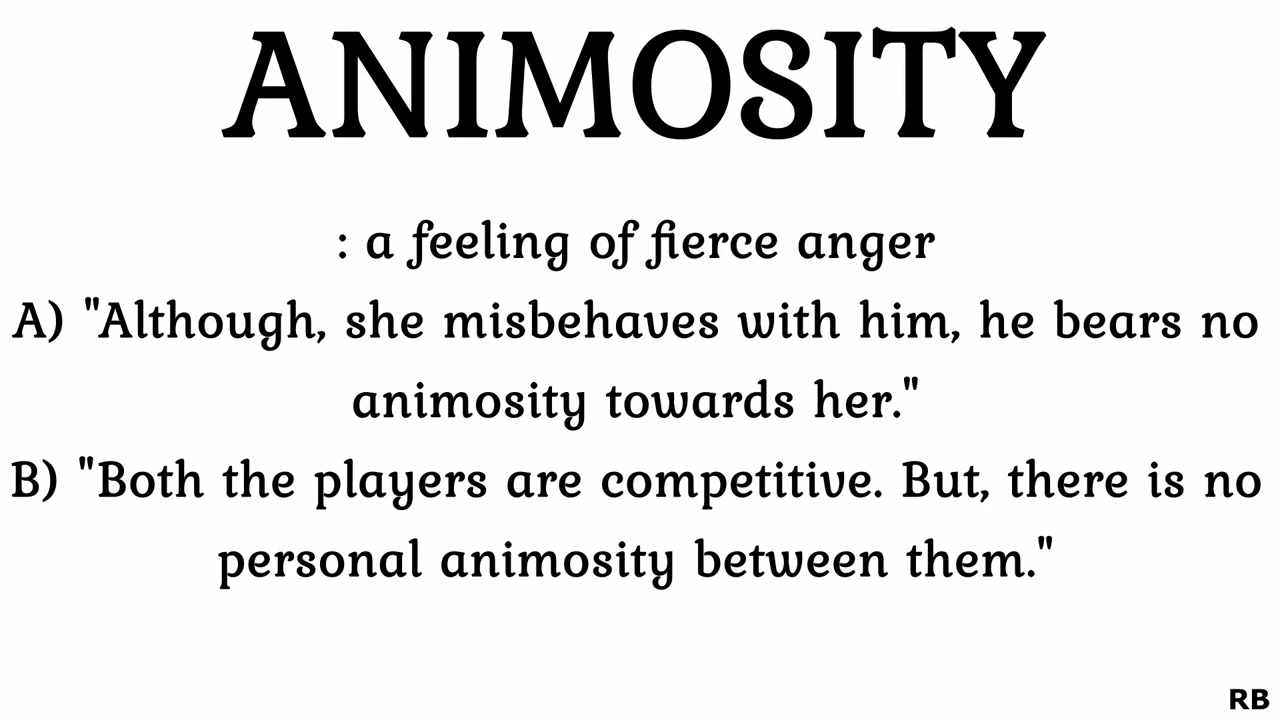 ANIMOSITY
: a feeling of fierce anger
A) "Although, she misbehaves with him, he bears no
animosity towards her."
B) "Both the players are competitive. But, there is no
personal animosity between them."
RB